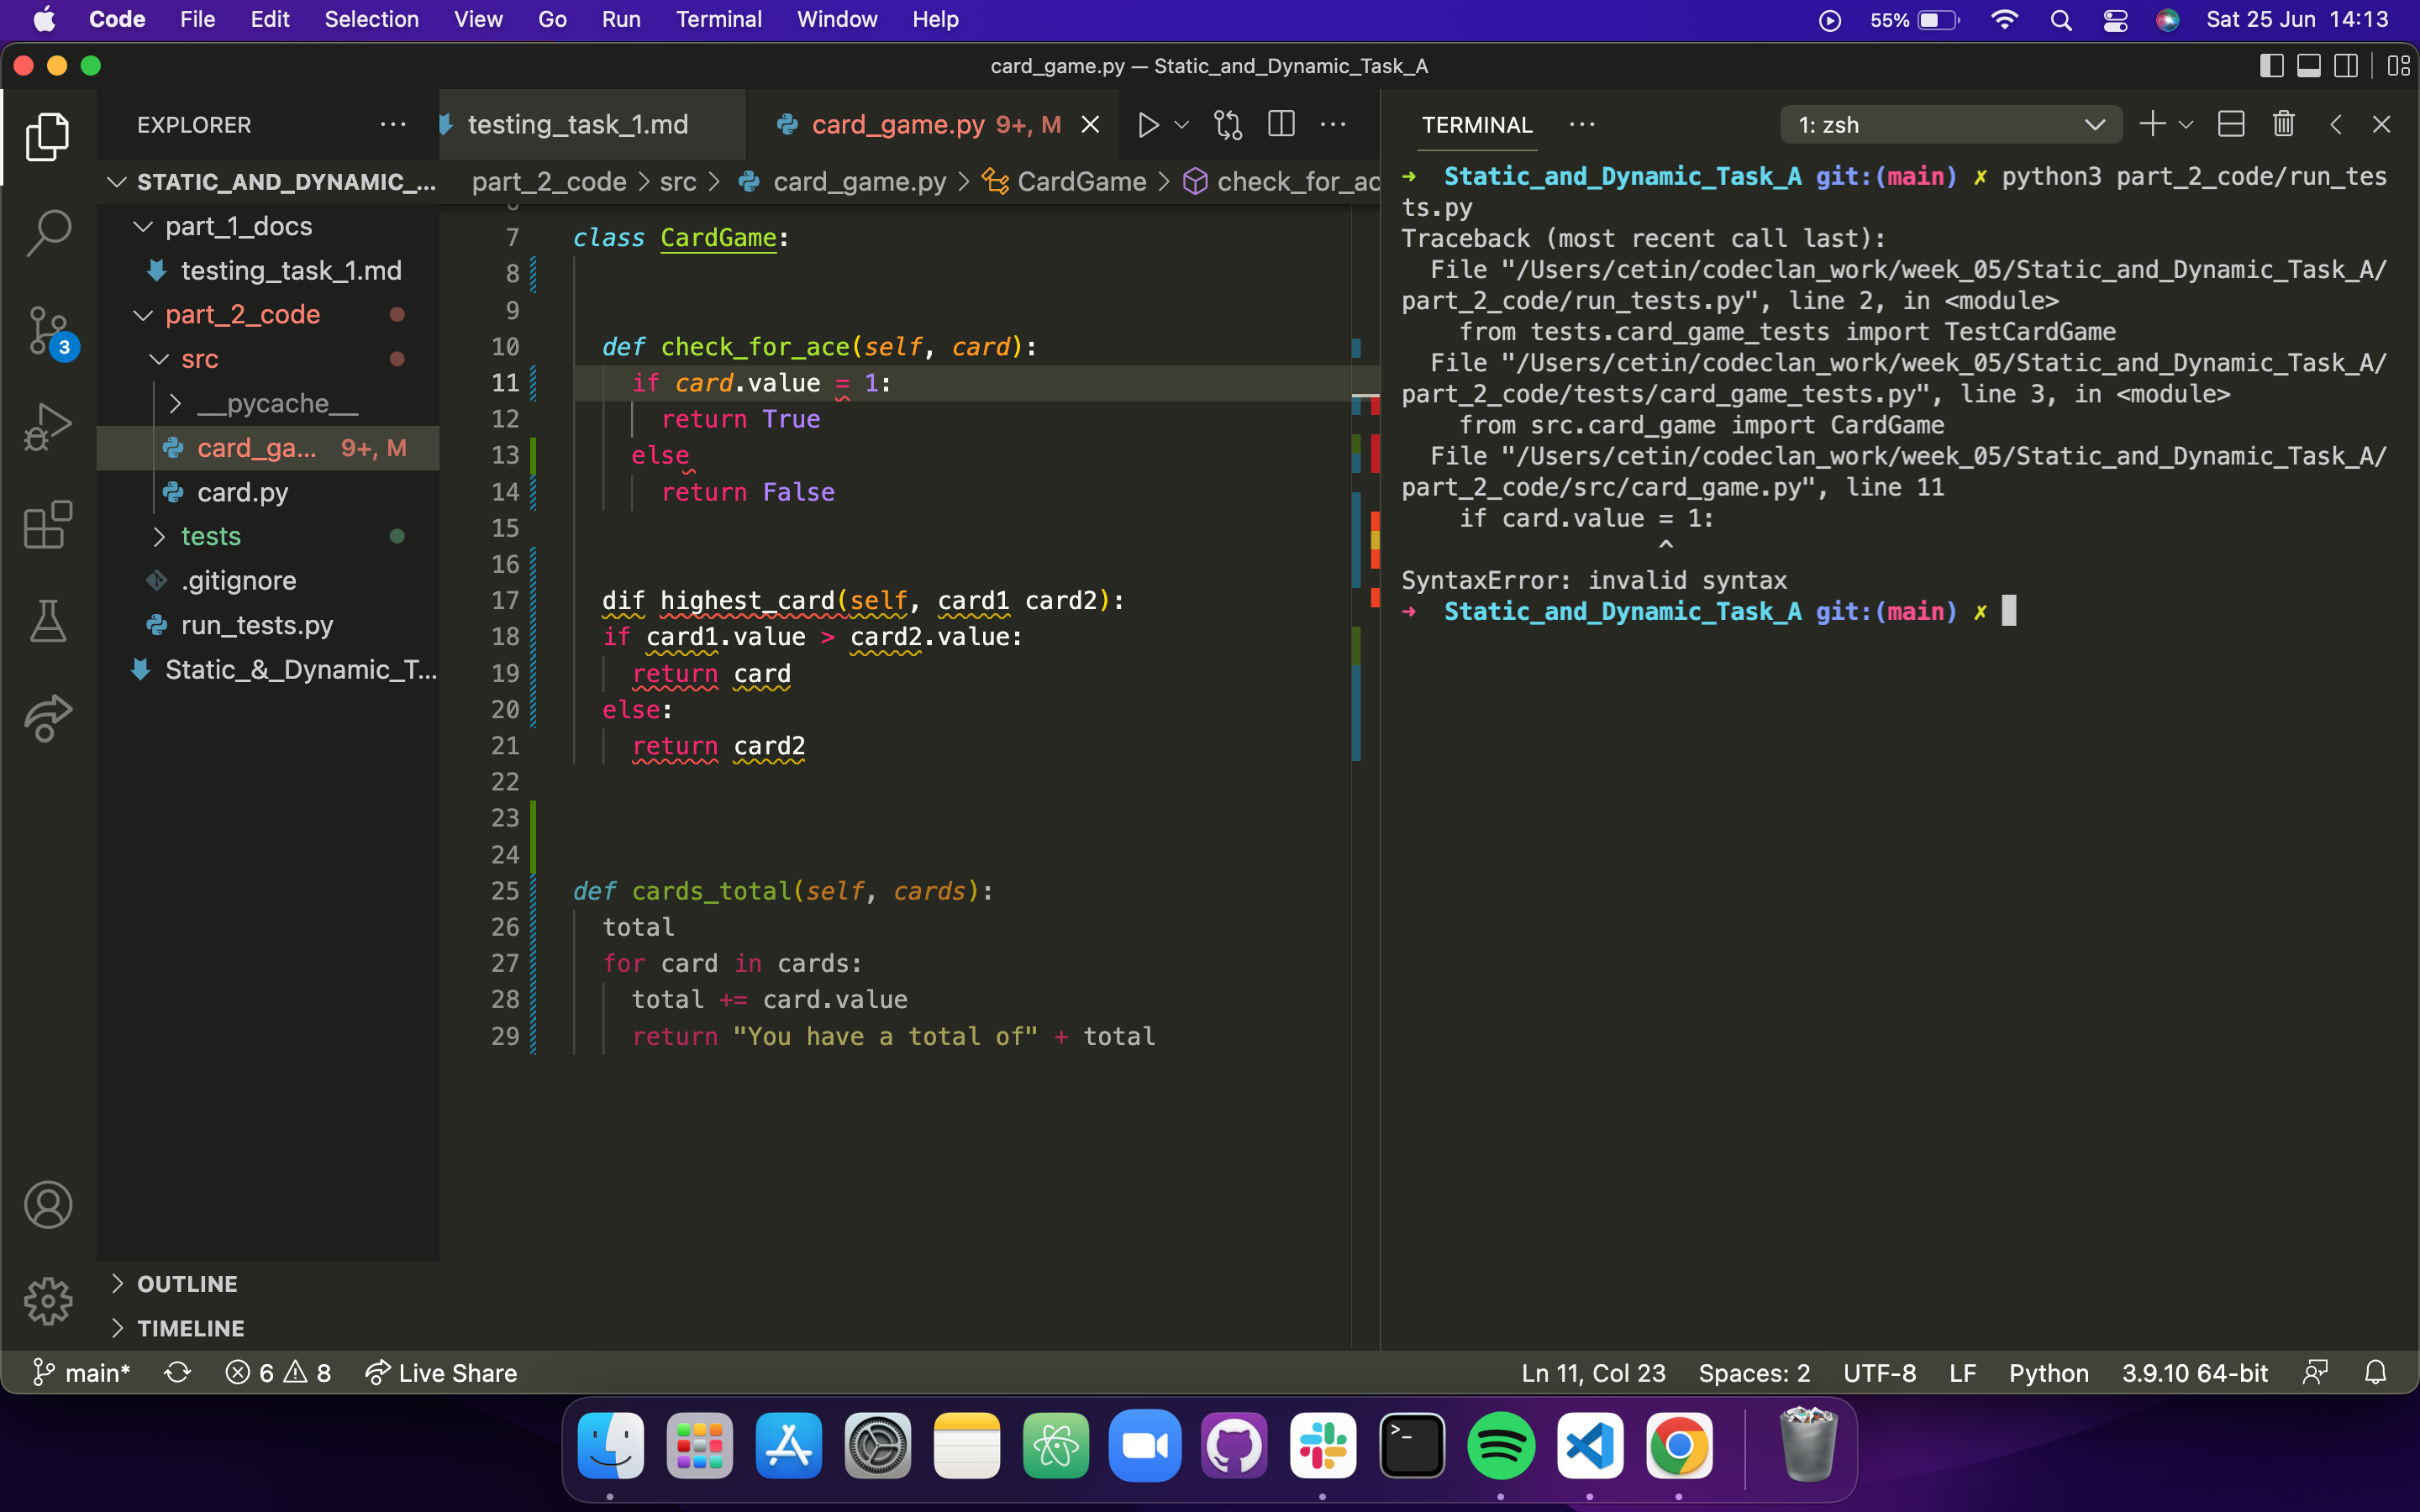 Code File Edit Selection View Go Run Terminal Window Help 55% Sat 25 Jun 14:13
card_game.py — Static_and_Dynamic_Task_A
EXPLORER
STATIC_AND_DYNAMIC_...
part_1_docs
testing_task_1.md
part_2_code
src
__pycache__
card_ga... 9+, M
card.py
tests
.gitignore
run_tests.py
Static_&_Dynamic_T...
OUTLINE
TIMELINE
3
testing_task_1.md card_game.py 9+, M
part_2_code > src > card_game.py > CardGame > check_for_ac
7 class CardGame:
8
9
10 def check_for_ace(self, card):
11 if card.value = 1:
12 return True
13 else
14 return False
15
16
17 dif highest_card(self, card1 card2):
18 if card1.value > card2.value:
19 return card
20 else:
21 return card2
22
23
24
25 def cards_total(self, cards):
26 total
27 for card in cards:
28 total += card.value
29 return "You have a total of" + total
TERMINAL 1: zsh
→ Static_and_Dynamic_Task_A git:(main) ✗ python3 part_2_code/run_tes
ts.py
Traceback (most recent call last):
File "/Users/cetin/codeclan_work/week_05/Static_and_Dynamic_Task_A/
part_2_code/run_tests.py", line 2, in <module>
from tests.card_game_tests import TestCardGame
File "/Users/cetin/codeclan_work/week_05/Static_and_Dynamic_Task_A/
part_2_code/tests/card_game_tests.py", line 3, in <module>
from src.card_game import CardGame
File "/Users/cetin/codeclan_work/week_05/Static_and_Dynamic_Task_A/
part_2_code/src/card_game.py", line 11
if card.value = 1:
^
SyntaxError: invalid syntax
→ Static_and_Dynamic_Task_A git:(main) ✗
main* 6 8 Live Share Ln 11, Col 23 Spaces: 2 UTF-8 LF Python 3.9.10 64-bit